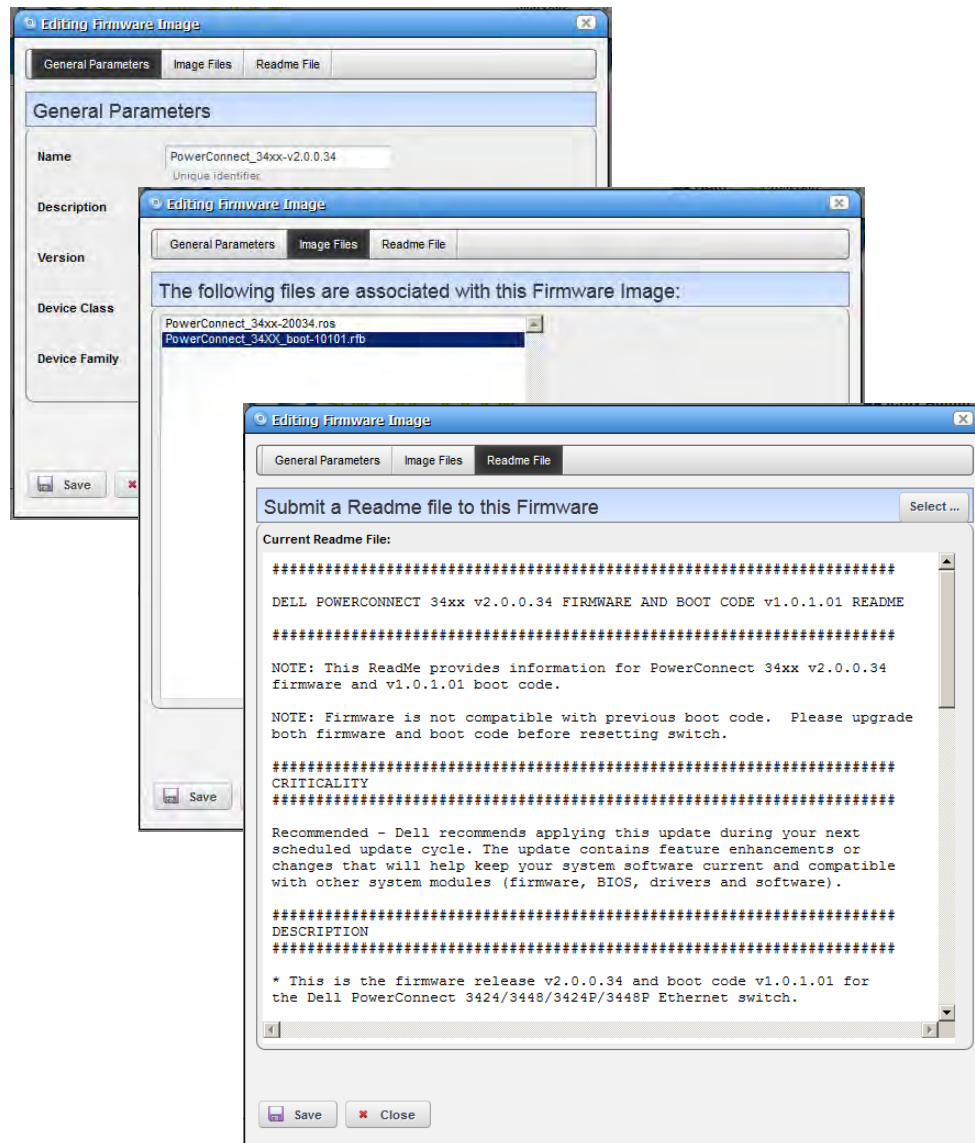 Editing Firmware Image
General Parameters Image Files Readme File
General Parameters
Name PowerConnect_34xx-v2.0.0.34
Unique identifier.
Description
Version
Device Class
Device Family
Save
Editing Firmware Image
General Parameters Image Files Readme File
The following files are associated with this Firmware Image:
PowerConnect_34xx-20034.ros
PowerConnect_34XX_boot-10101.rfb
Save
Editing Firmware Image
General Parameters Image Files Readme File
Submit a Readme file to this Firmware Select ...
Current Readme File:
########################################################################
DELL POWERCONNECT 34xx v2.0.0.34 FIRMWARE AND BOOT CODE v1.0.1.01 README
########################################################################
NOTE: This ReadMe provides information for PowerConnect 34xx v2.0.0.34
firmware and v1.0.1.01 boot code.
NOTE: Firmware is not compatible with previous boot code. Please upgrade
both firmware and boot code before resetting switch.
########################################################################
CRITICALITY
########################################################################
Recommended - Dell recommends applying this update during your next
scheduled update cycle. The update contains feature enhancements or
changes that will help keep your system software current and compatible
with other system modules (firmware, BIOS, drivers and software).
########################################################################
DESCRIPTION
########################################################################
* This is the firmware release v2.0.0.34 and boot code v1.0.1.01 for
the Dell PowerConnect 3424/3448/3424P/3448P Ethernet switch.
Save Close